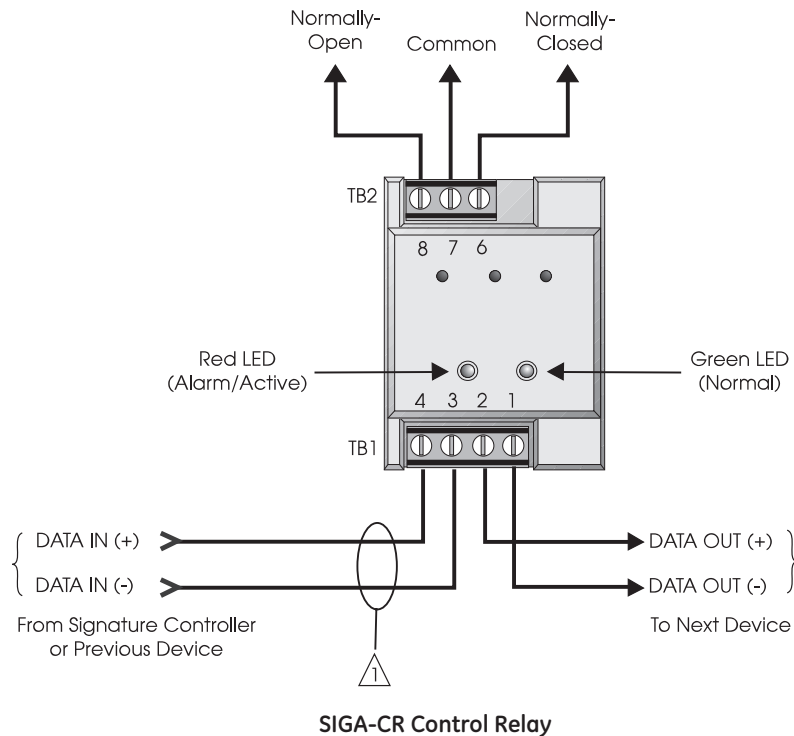 Normally-
Open
Common
Normally-
Closed
TB2
8 7 6
Red LED
(Alarm/Active)
Green LED
(Normal)
4 3 2 1
TB1
DATA IN (+)
DATA OUT (+)
DATA IN (-)
DATA OUT (-)
From Signature Controller
or Previous Device
To Next Device
1
SIGA-CR Control Relay